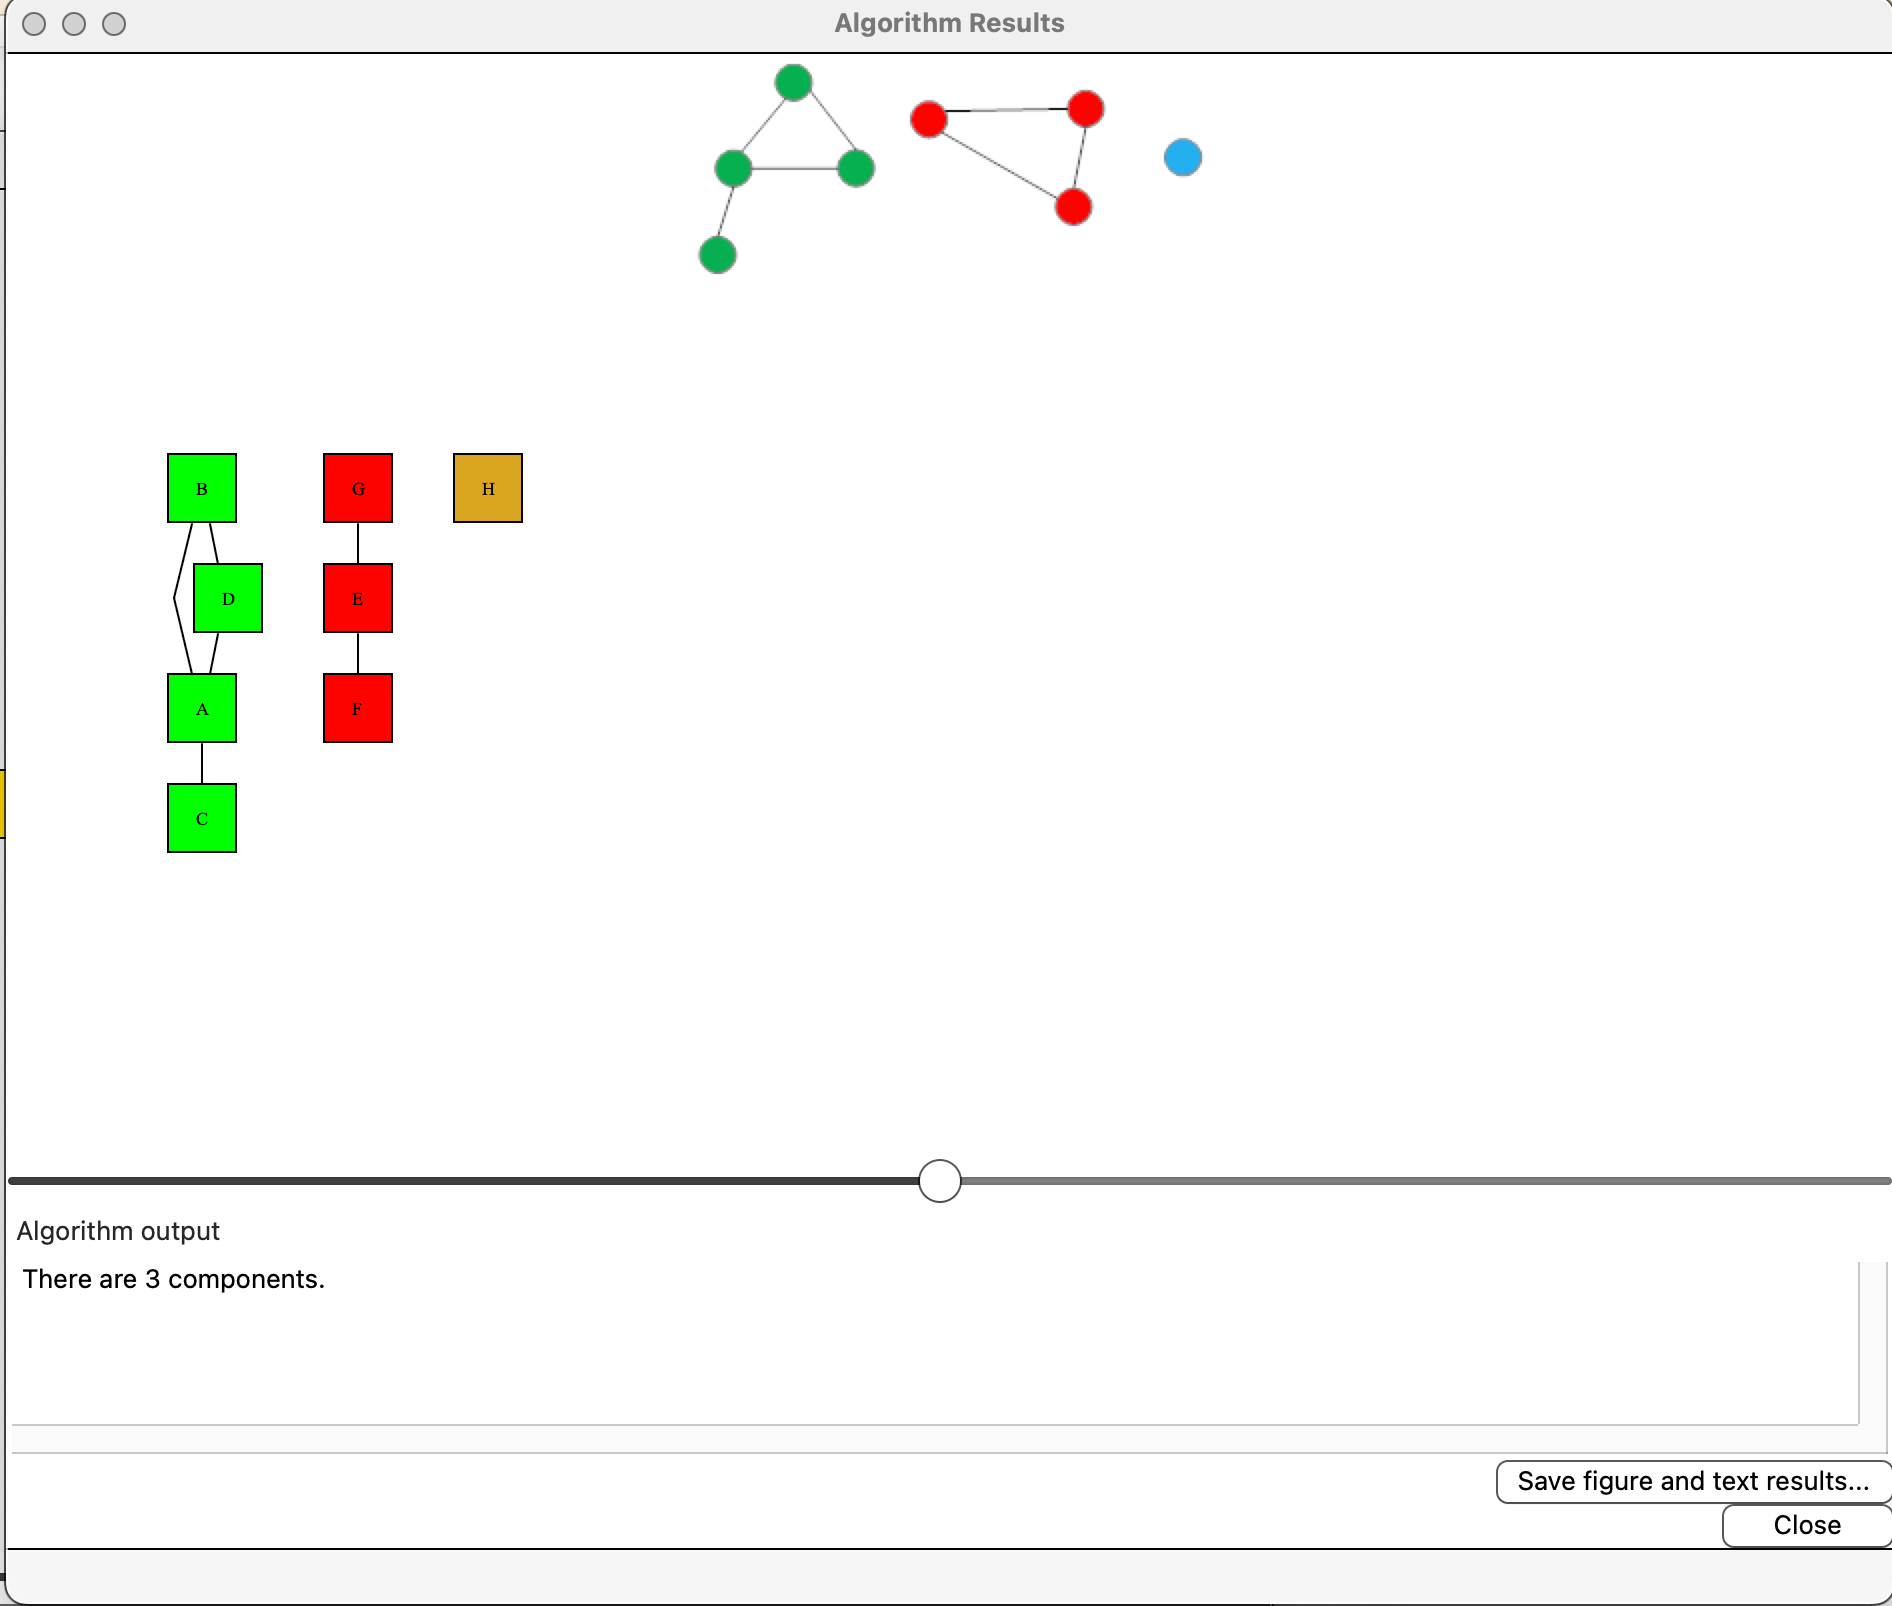 Algorithm Results
B
G
H
D
E
A
F
C
Algorithm output
There are 3 components.
Save figure and text results...
Close